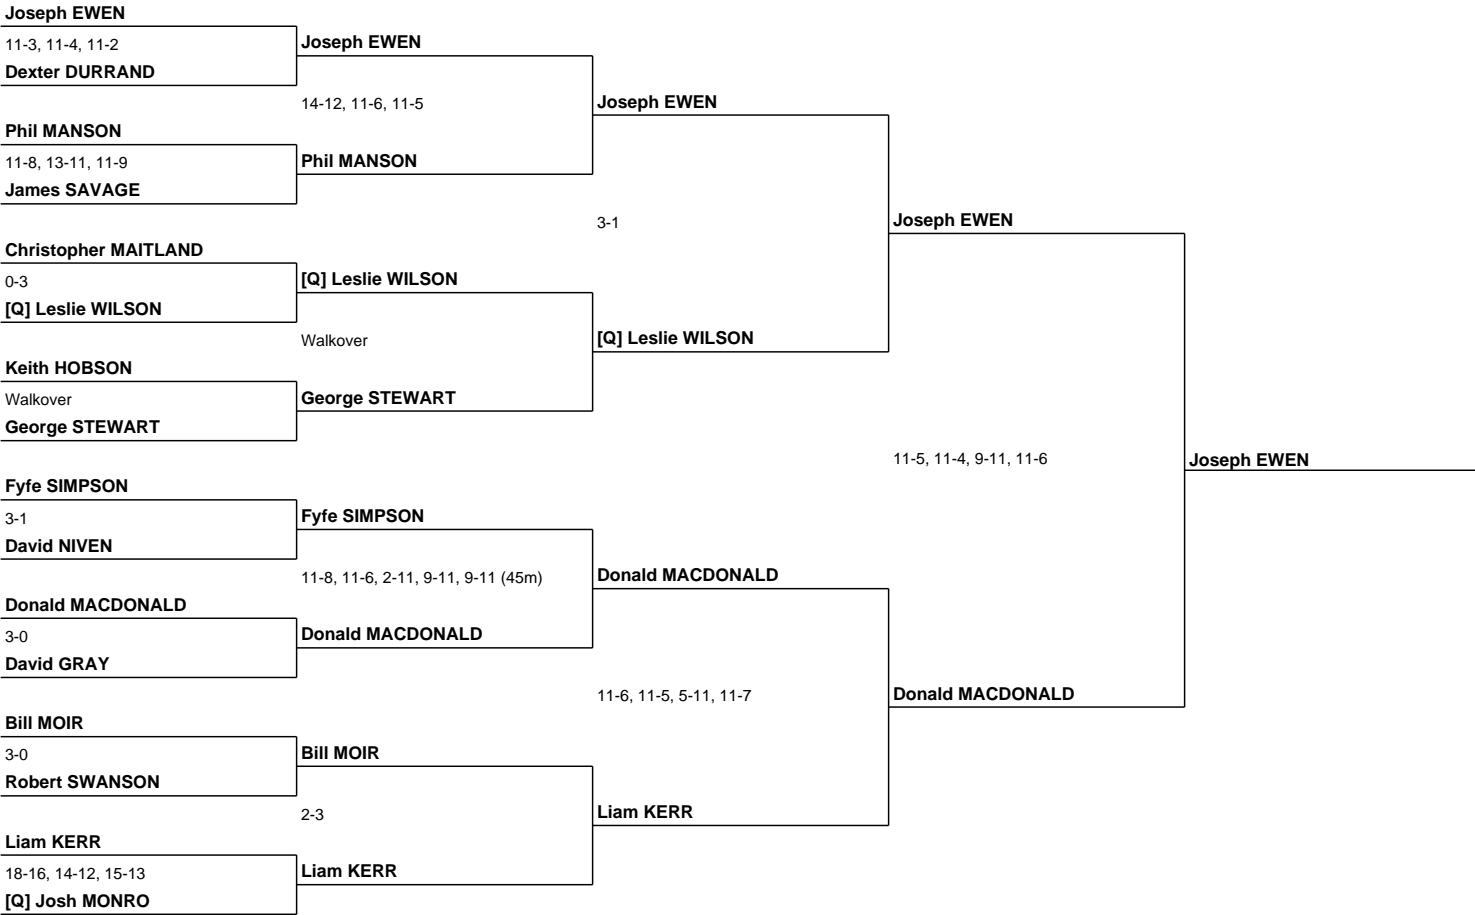 Joseph EWEN
11-3, 11-4, 11-2
Dexter DURRAND
Phil MANSON
11-8, 13-11, 11-9
James SAVAGE
Christopher MAITLAND
0-3
[Q] Leslie WILSON
Keith HOBSON
Walkover
George STEWART
Fyfe SIMPSON
3-1
David NIVEN
Donald MACDONALD
3-0
David GRAY
Bill MOIR
3-0
Robert SWANSON
Liam KERR
18-16, 14-12, 15-13
[Q] Josh MONRO
Joseph EWEN
14-12, 11-6, 11-5
Phil MANSON
[Q] Leslie WILSON
Walkover
George STEWART
Fyfe SIMPSON
11-8, 11-6, 2-11, 9-11, 9-11 (45m)
Donald MACDONALD
Bill MOIR
2-3
Liam KERR
Joseph EWEN
3-1
[Q] Leslie WILSON
Donald MACDONALD
11-6, 11-5, 5-11, 11-7
Liam KERR
Joseph EWEN
11-5, 11-4, 9-11, 11-6
Donald MACDONALD
Joseph EWEN